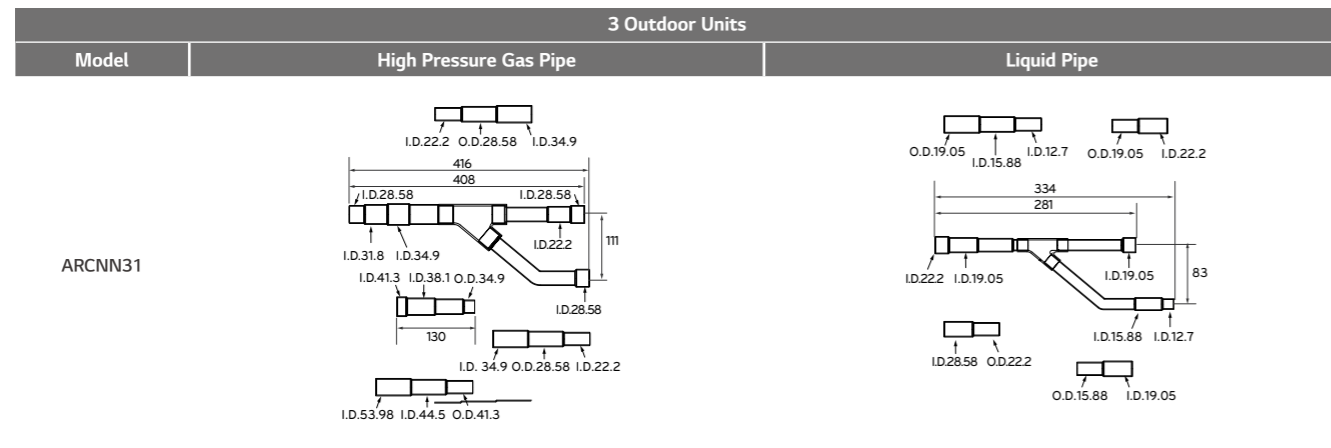 3 Outdoor Units
Model High Pressure Gas Pipe Liquid Pipe
ARCNN31
I.D.22.2 O.D.28.58 I.D.34.9
416
408
I.D.28.58 I.D.28.58
I.D.22.2
111
I.D.31.8 I.D.34.9
I.D.41.3 I.D.38.1 O.D.34.9
I.D.28.58
130
I.D. 34.9 O.D.28.58 I.D.22.2
I.D.53.98 I.D.44.5 O.D.41.3
O.D.19.05 I.D.15.88 I.D.12.7
O.D.19.05 I.D.22.2
334
281
I.D.22.2 I.D.19.05
I.D.19.05
83
I.D.15.88 I.D.12.7
I.D.28.58 O.D.22.2
O.D.15.88 I.D.19.05